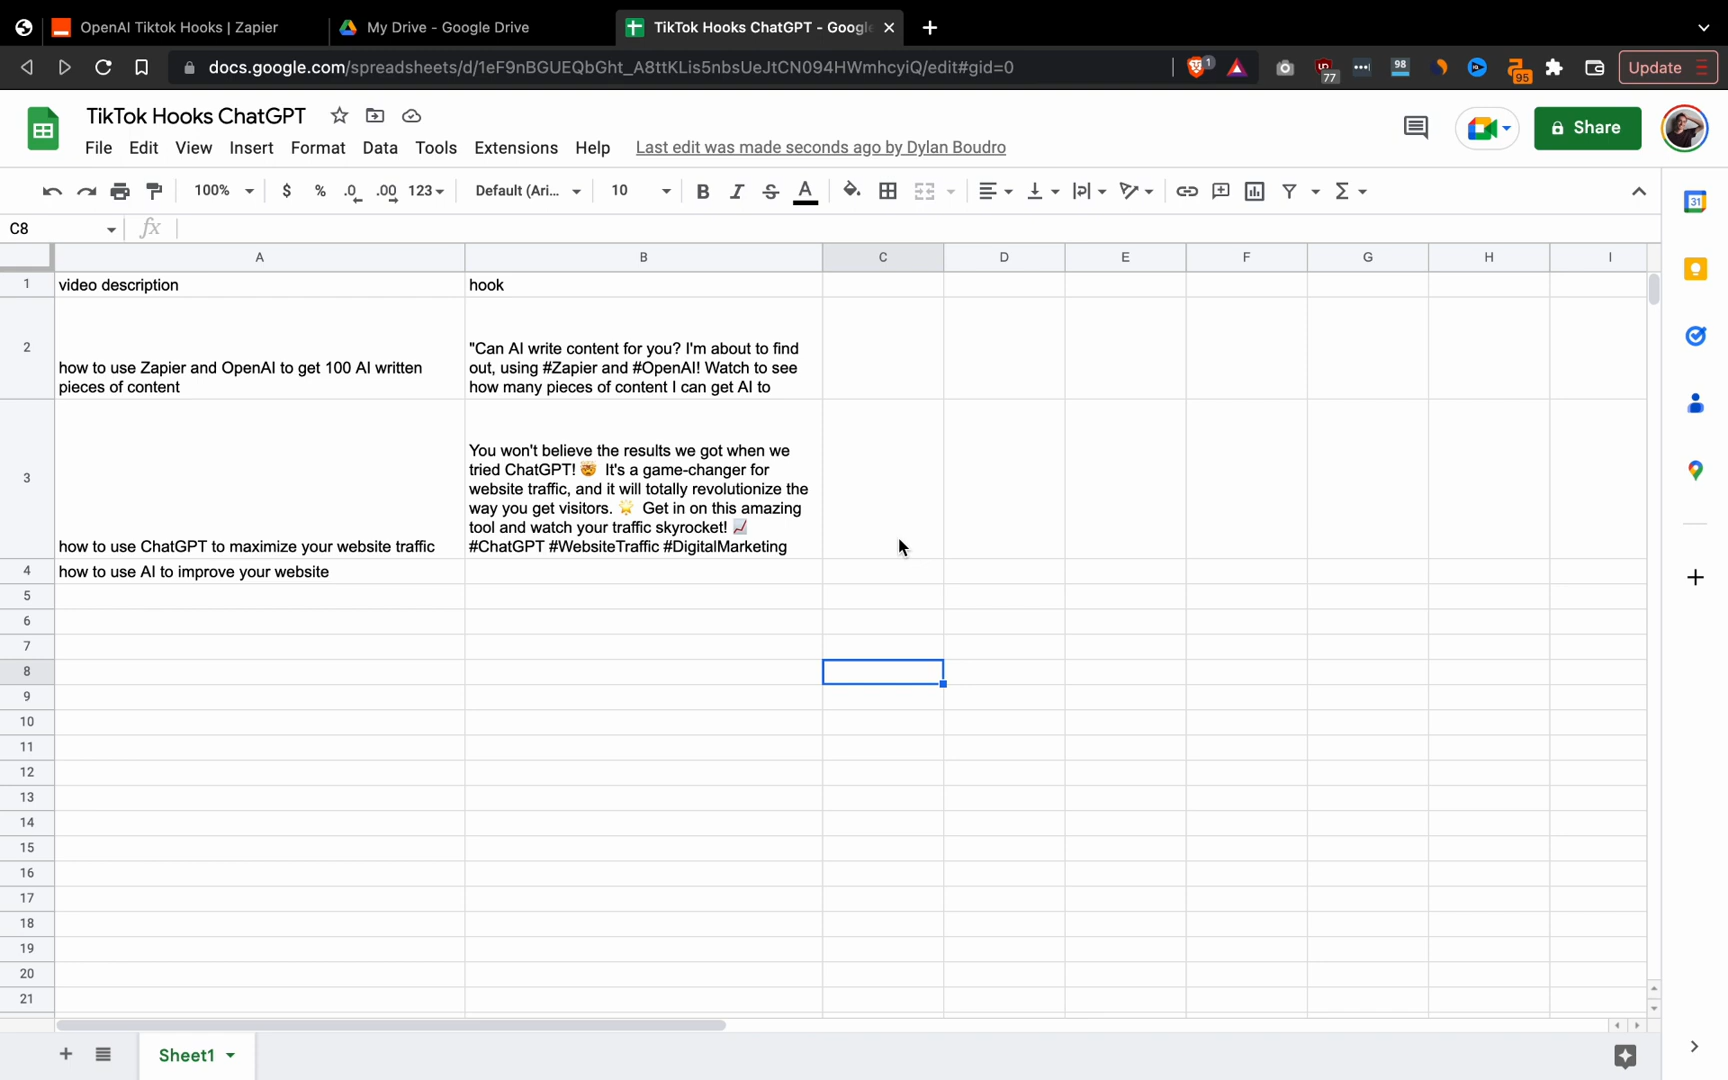 OpenAI Tiktok Hooks | Zapier
My Drive - Google Drive
TikTok Hooks ChatGPT - Google
docs.google.com/spreadsheets/d/1eF9nBGUEQbGht_A8ttKLis5nbsUeJtCN094HWmhcyiQ/edit#gid=0
1
77
98
95
Update
TikTok Hooks ChatGPT
Share
File Edit View Insert Format Data Tools Extensions Help Last edit was made seconds ago by Dylan Boudro
100% $ % .0 .00 123 Default (Ari... 10 B I S A
31
C8 fx
A B C D E F G H I
1 video description hook
2
"Can AI write content for you? I'm about to find
how to use Zapier and OpenAI to get 100 AI written out, using #Zapier and #OpenAI! Watch to see
pieces of content how many pieces of content I can get AI to
3
You won't believe the results we got when we
tried ChatGPT! 🤯 It's a game-changer for
website traffic, and it will totally revolutionize the
way you get visitors. 🌟 Get in on this amazing
tool and watch your traffic skyrocket! 📈
how to use ChatGPT to maximize your website traffic #ChatGPT #WebsiteTraffic #DigitalMarketing
4 how to use AI to improve your website
5
6
7
8
9
10
11
12
13
14
15
16
17
18
19
20
21
Sheet1